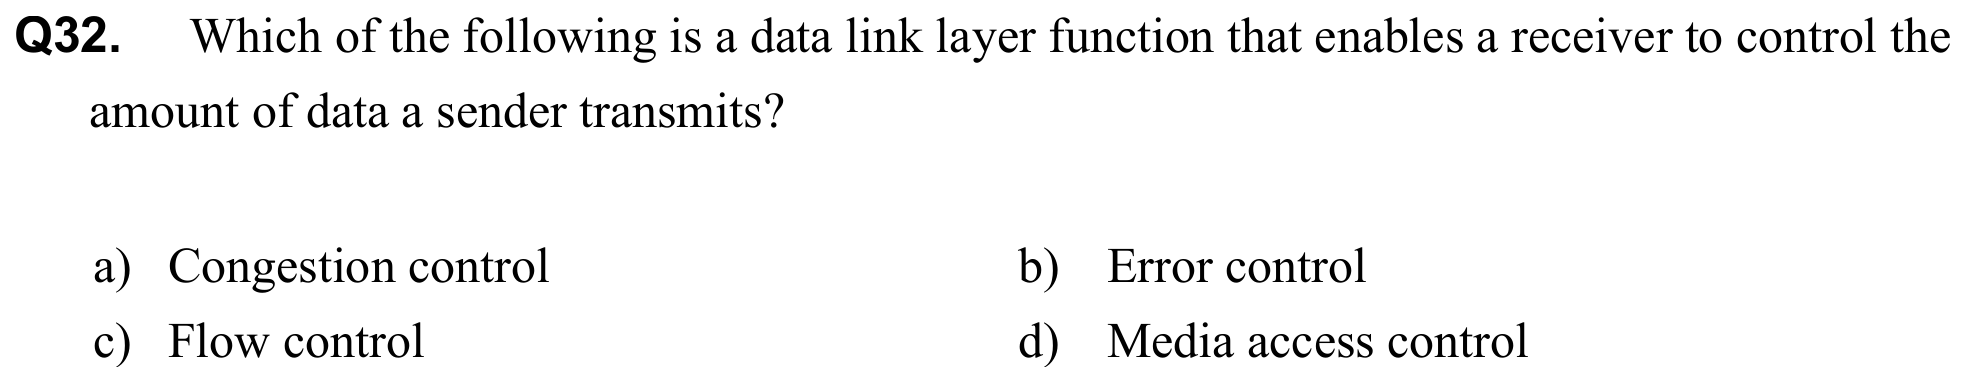 Q32. Which of the following is a data link layer function that enables a receiver to control the
amount of data a sender transmits?
a) Congestion control b) Error control
c) Flow control d) Media access control